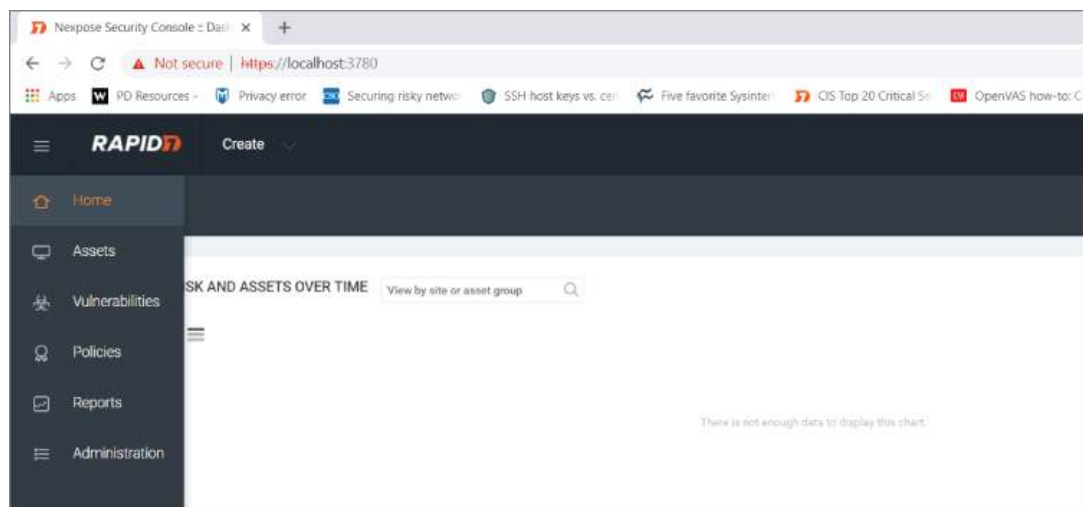 Nexpose Security Console :: Das
Not secure | https://localhost:3780
Apps PD Resources - Privacy error Securing risky netwo SSH host keys vs. cer Five favorite Sysinter CIS Top 20 Critical Se OpenVAS how-to: C
RAPID7 Create
Home
Assets
SK AND ASSETS OVER TIME View by site or asset group
Vulnerabilities
Policies
Reports
There is not enough data to display this chart.
Administration